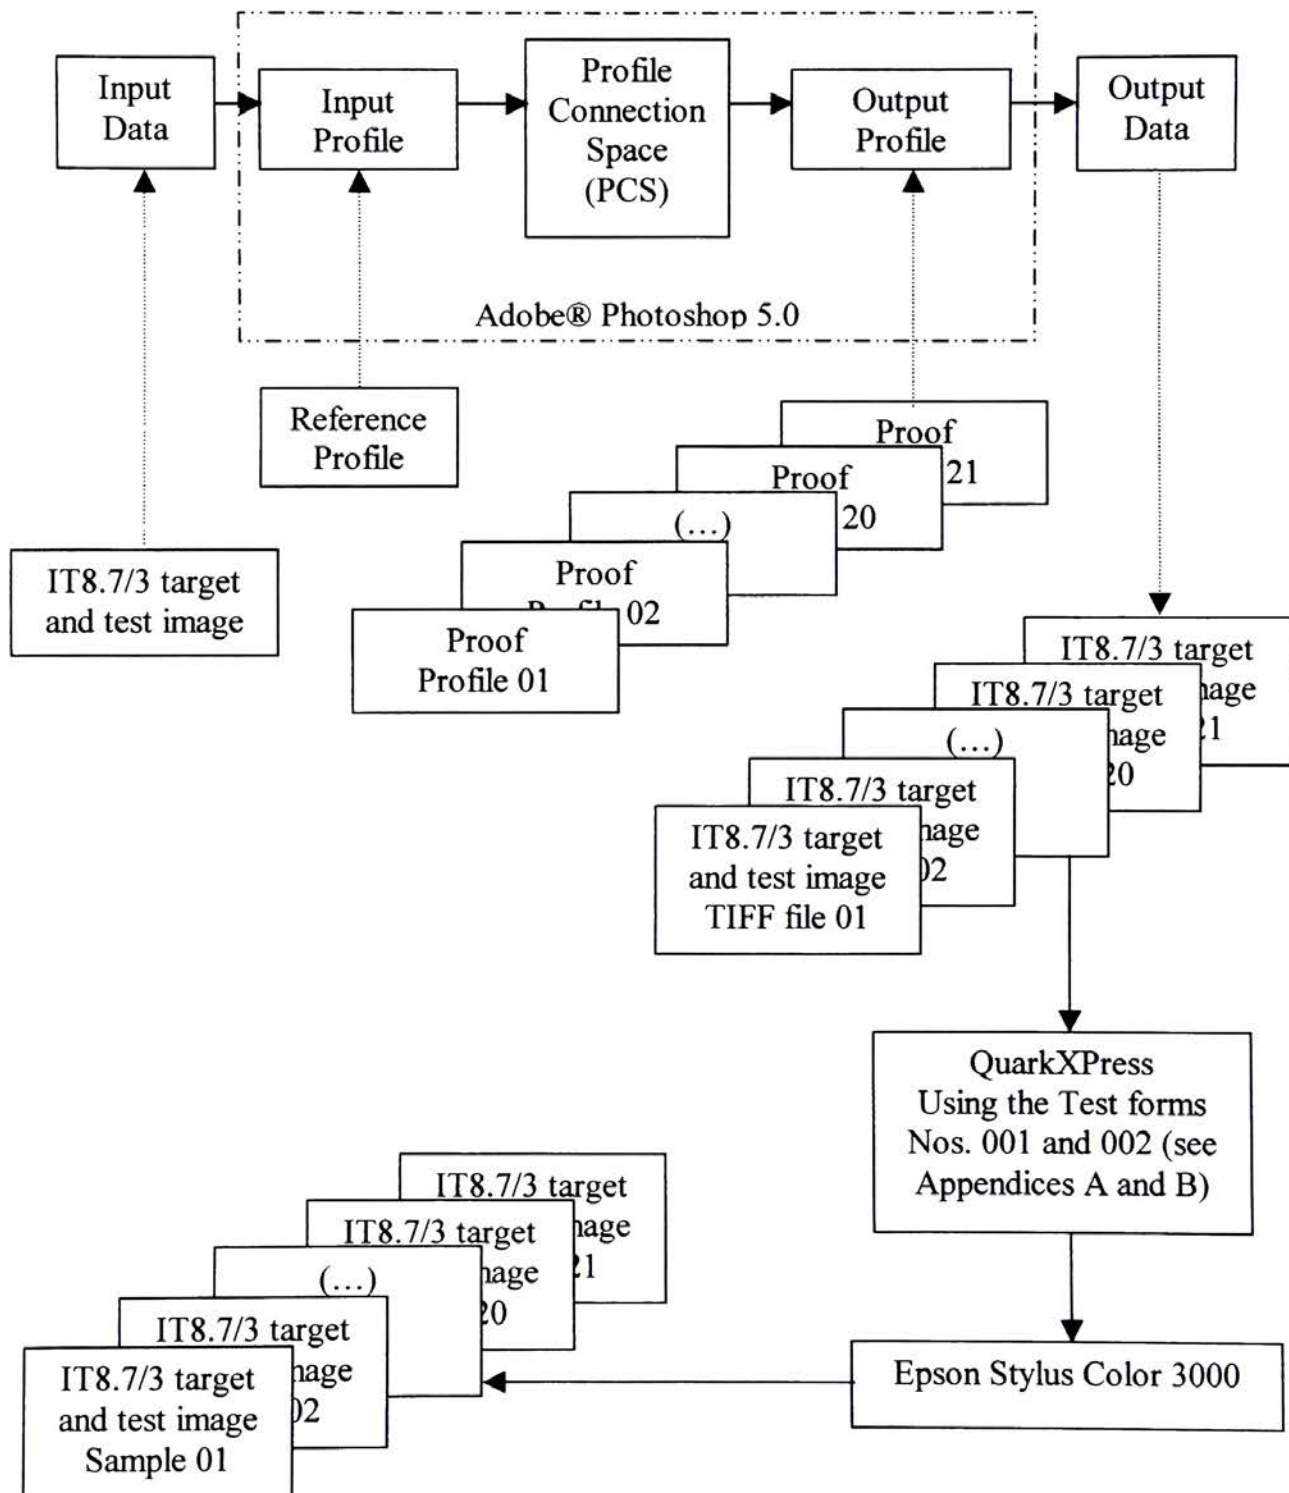 Input
Data
Input
Profile
Profile
Connection
Space
(PCS)
Output
Profile
Output
Data
Adobe® Photoshop 5.0
Reference
Profile
IT8.7/3 target
and test image
Proof
21
Proof
20
(...)
Proof
Profile 02
Proof
Profile 01
IT8.7/3 target
21
IT8.7/3 target
20
(...)
IT8.7/3 target
02
IT8.7/3 target
and test image
TIFF file 01
QuarkXPress
Using the Test forms
Nos. 001 and 002 (see
Appendices A and B)
Epson Stylus Color 3000
IT8.7/3 target
21
IT8.7/3 target
20
(...)
IT8.7/3 target
02
IT8.7/3 target
and test image
Sample 01